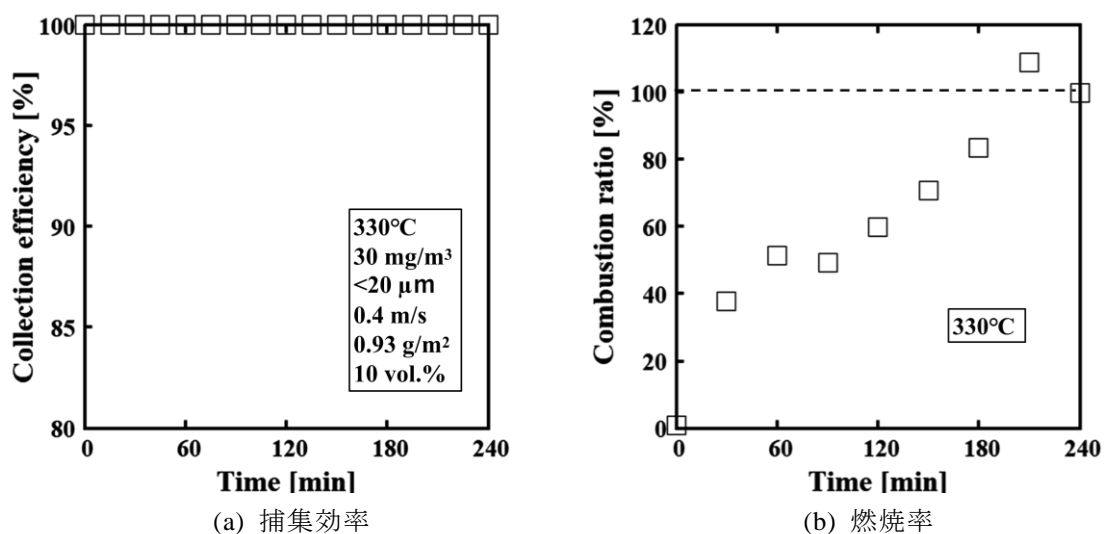 Collection efficiency [%]
100
95
90
85
80
330°C
30 mg/m³
<20 μm
0.4 m/s
0.93 g/m²
10 vol.%
0
60
120
180
240
Time [min]
(a) 捕集効率
Combustion ratio [%]
120
100
80
60
40
20
0
330°C
0
60
120
180
240
Time [min]
(b) 燃焼率